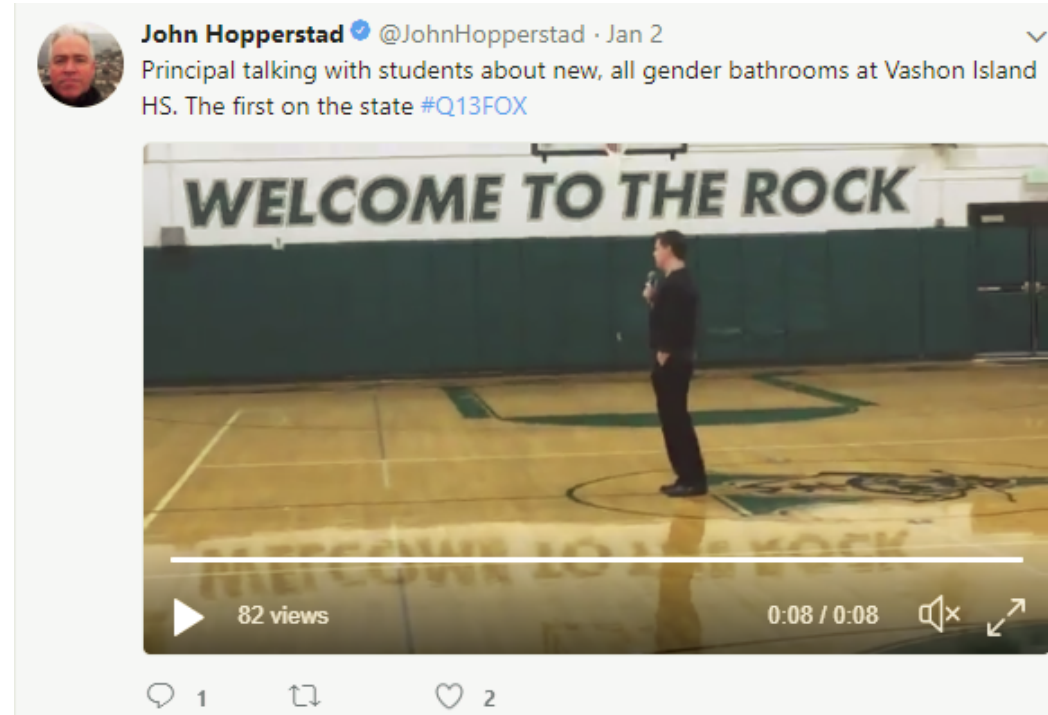 John Hopperstad @JohnHopperstad · Jan 2
Principal talking with students about new, all gender bathrooms at Vashon Island
HS. The first on the state #Q13FOX
WELCOME TO THE ROCK
82 views
0:08 / 0:08
1
2